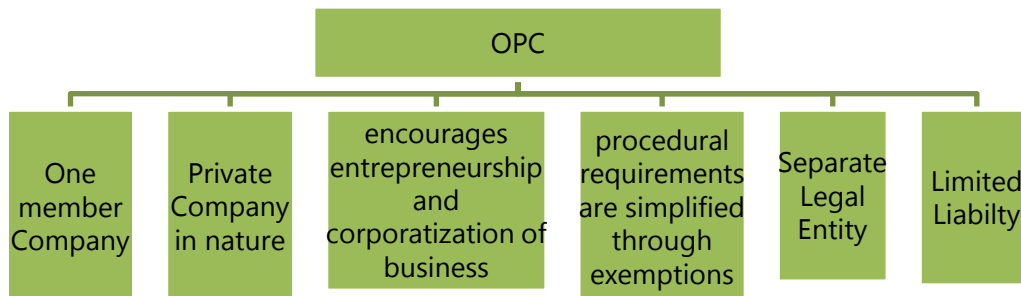 OPC
One
member
Company
Private
Company
in nature
encourages
entrepreneurship
and
corporatization of
business
procedural
requirements
are simplified
through
exemptions
Separate
Legal
Entity
Limited
Liabilty